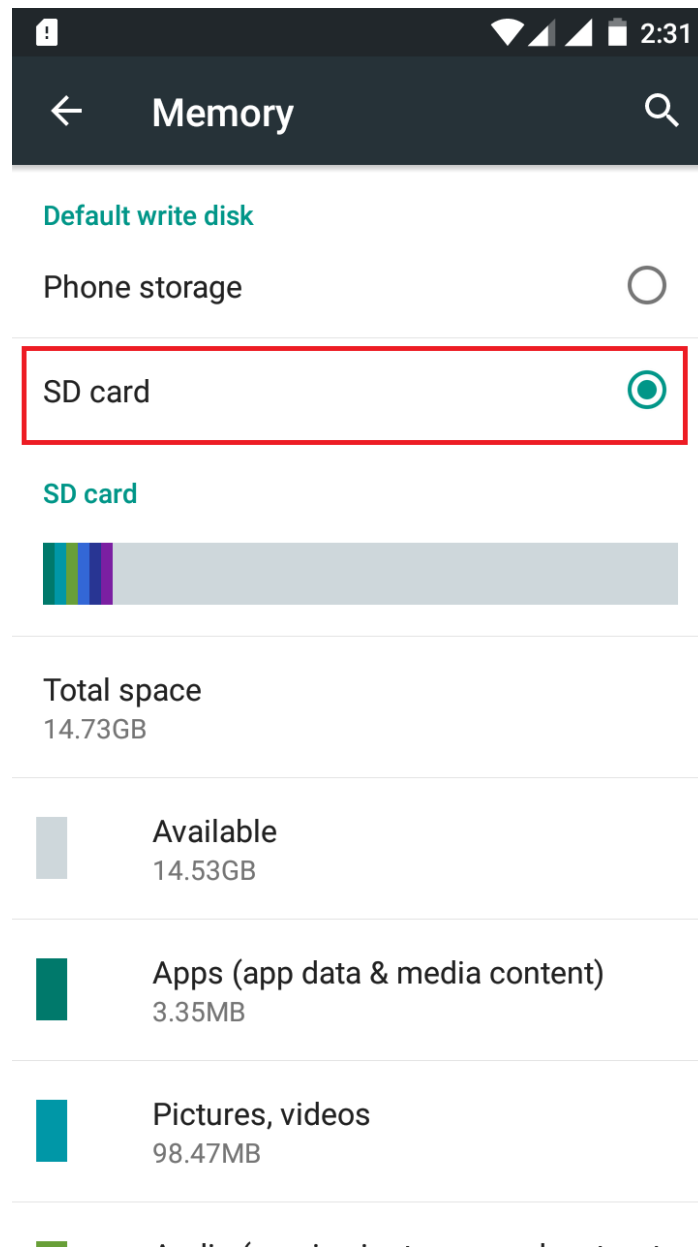 2:31
Memory
Default write disk
Phone storage
SD card
SD card
Total space
14.73GB
Available
14.53GB
Apps (app data & media content)
3.35MB
Pictures, videos
98.47MB